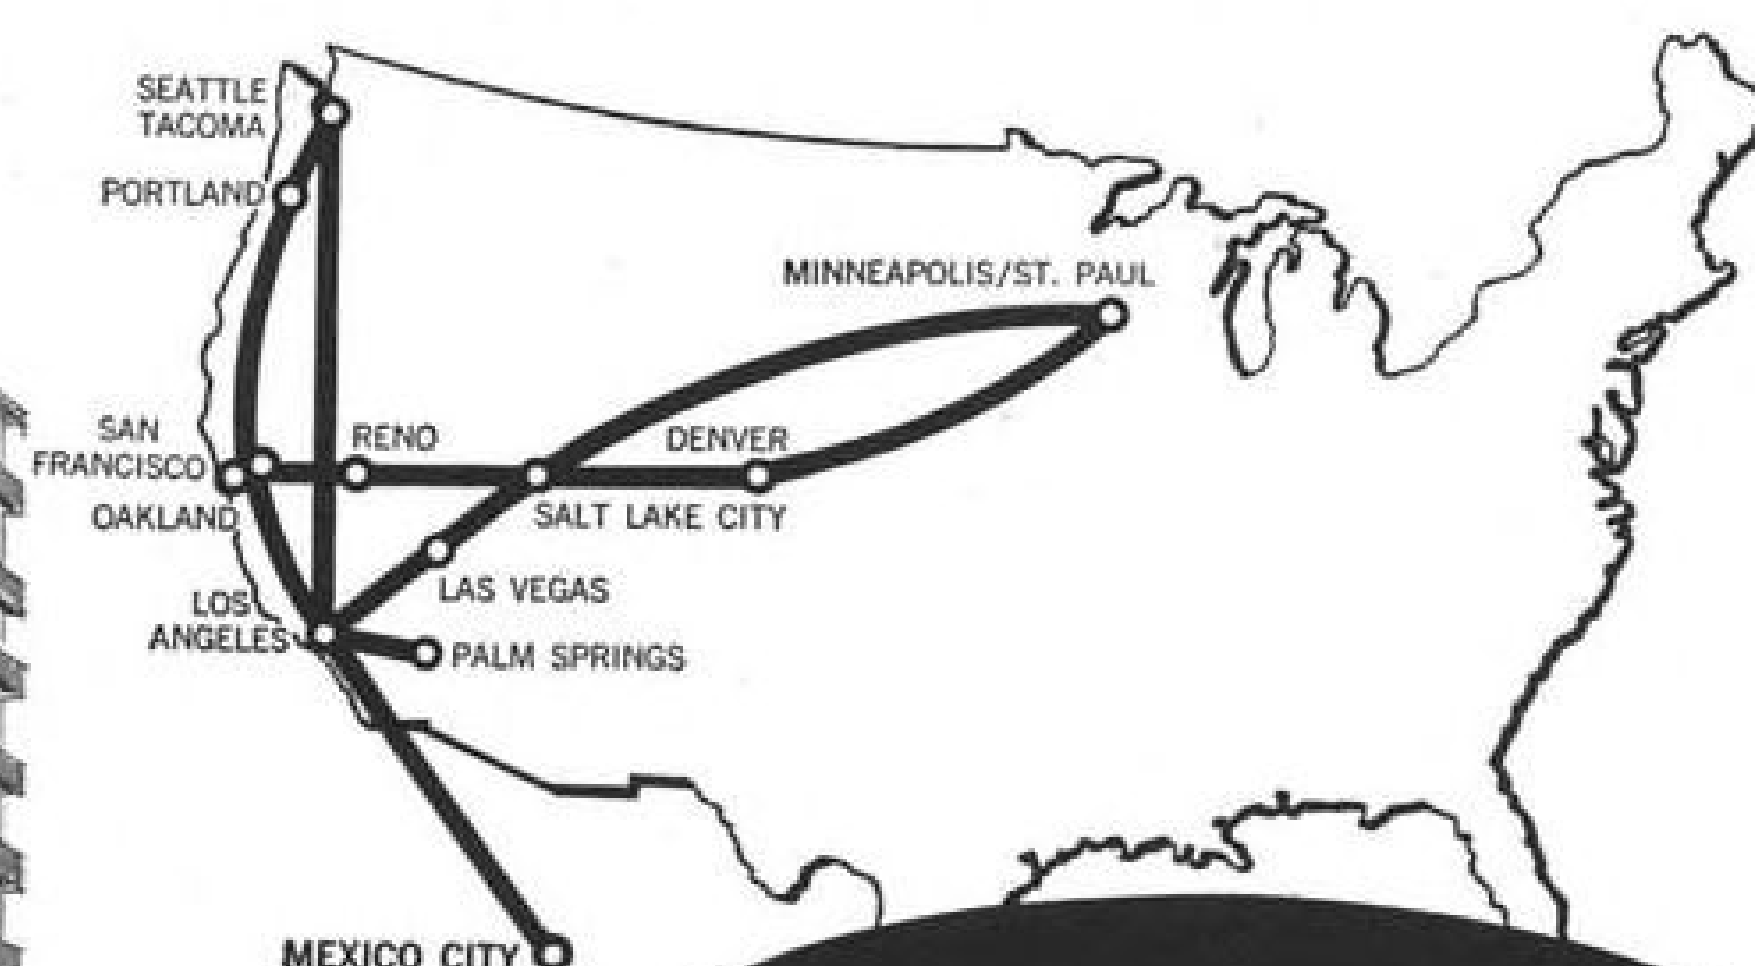 SEATTLE
TACOMA
PORTLAND
MINNEAPOLIS/ST. PAUL
SAN
FRANCISCO
RENO
DENVER
OAKLAND
SALT LAKE CITY
LAS VEGAS
LOS
ANGELES
PALM SPRINGS
MEXICO CITY